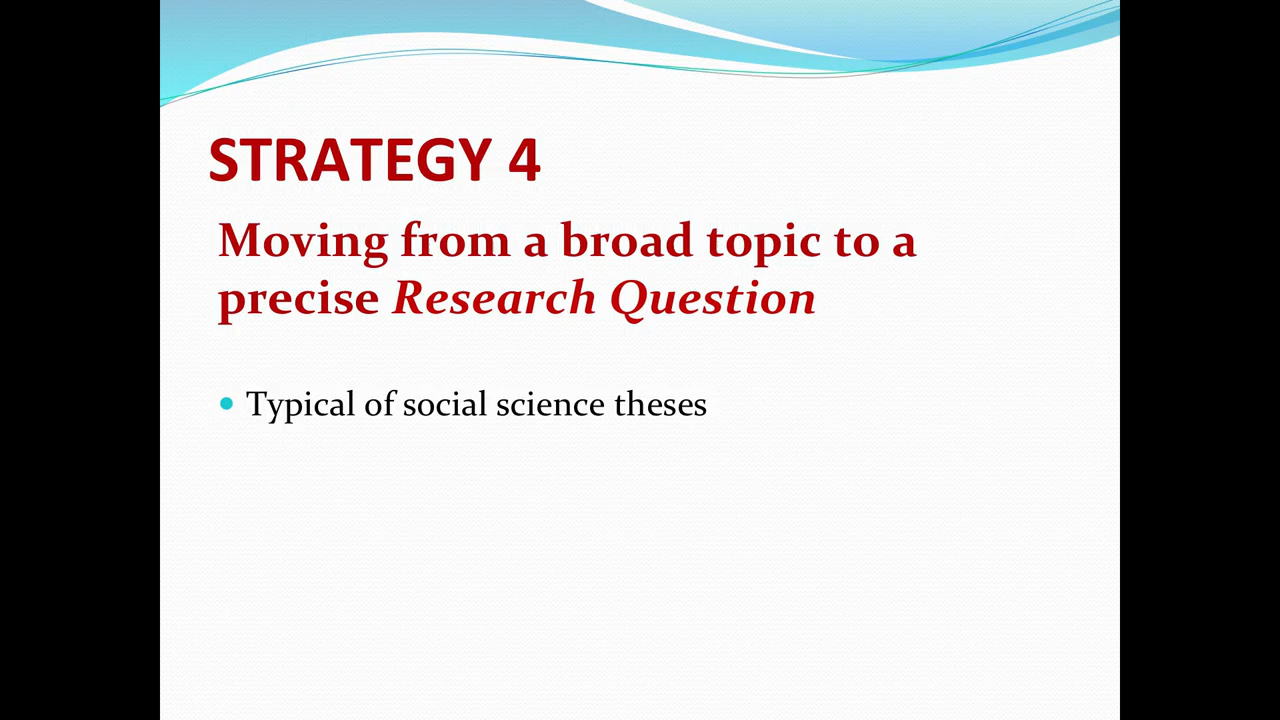 STRATEGY 4
Moving from a broad topic to a
precise Research Question
• Typical of social science theses